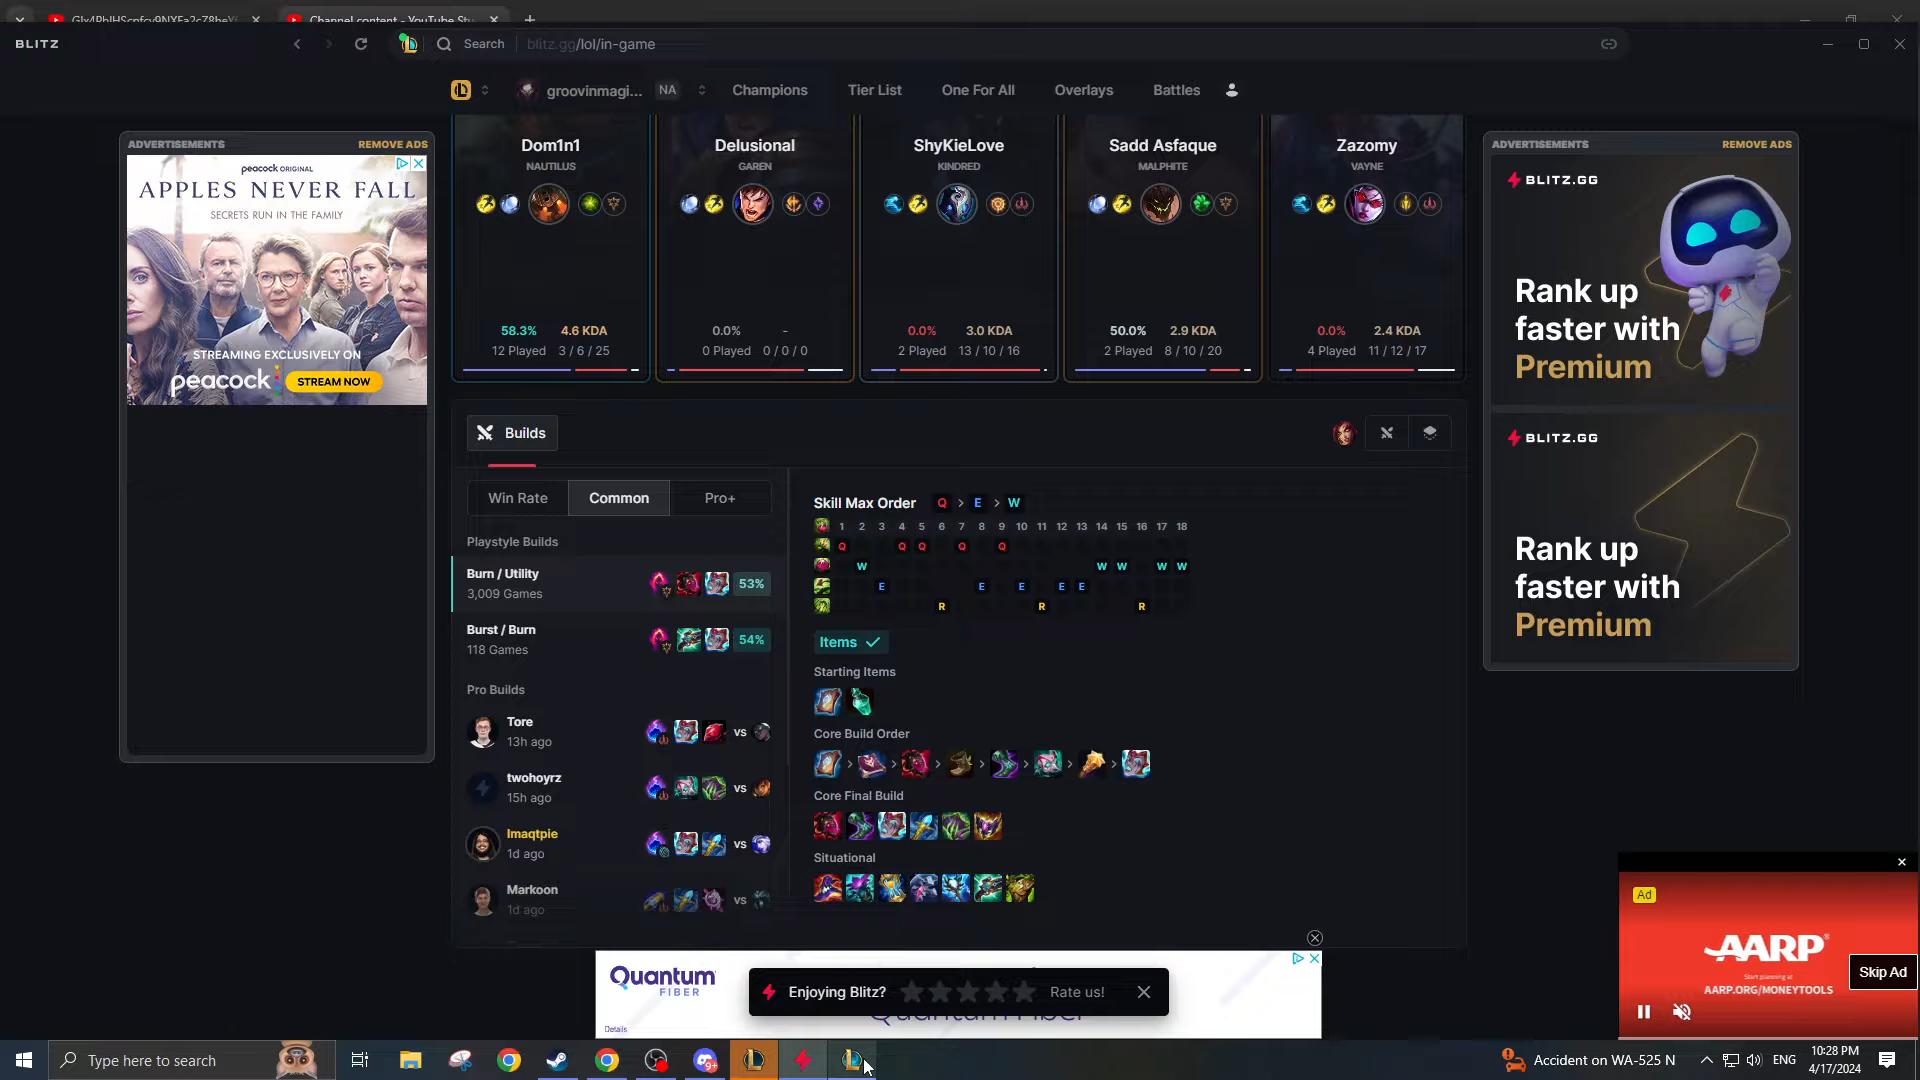 Channel content - YouTube Stu
BLITZ
Search
blitz.gg/lol/in-game
groovinmagi...
NA
Champions
Tier List
One For All
Overlays
Battles
ADVERTISEMENTS
REMOVE ADS
peacock ORIGINAL
APPLES NEVER FALL
SECRETS RUN IN THE FAMILY
STREAMING EXCLUSIVELY ON
peacock
STREAM NOW
Dom1n1
NAUTILUS
58.3% 4.6 KDA
12 Played 3 / 6 / 25
Delusional
GAREN
0.0% -
0 Played 0 / 0 / 0
ShyKieLove
KINDRED
0.0% 3.0 KDA
2 Played 13 / 10 / 16
Sadd Asfaque
MALPHITE
50.0% 2.9 KDA
2 Played 8 / 10 / 20
Zazomy
VAYNE
0.0% 2.4 KDA
4 Played 11 / 12 / 17
ADVERTISEMENTS
REMOVE ADS
BLITZ.GG
Rank up
faster with
Premium
BLITZ.GG
Rank up
faster with
Premium
Builds
Win Rate
Common
Pro+
Playstyle Builds
Burn / Utility
3,009 Games
53%
Burst / Burn
118 Games
54%
Pro Builds
Tore
13h ago
vs
twohoyrz
15h ago
vs
Imaqtpie
1d ago
vs
Markoon
1d ago
vs
Skill Max Order Q > E > W
1 2 3 4 5 6 7 8 9 10 11 12 13 14 15 16 17 18
Q Q Q Q Q
W W W W W
E E E E E
R R R
Items
Starting Items
Core Build Order
Core Final Build
Situational
Quantum
FIBER
Details
Enjoying Blitz?
Rate us!
Quantum Fiber
Ad
AARP
Start planning at
AARP.ORG/MONEYTOOLS
Skip Ad
Type here to search
9+
Accident on WA-525 N
ENG
10:28 PM
4/17/2024